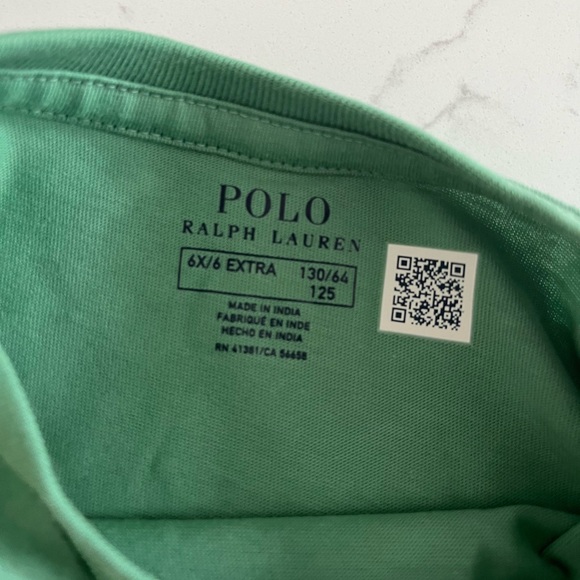 POLO
RALPH LAUREN
6X/6 EXTRA 130/64
125
MADE IN INDIA
FABRIQUÉ EN INDE
HECHO EN INDIA
RN 41381/CA 56658